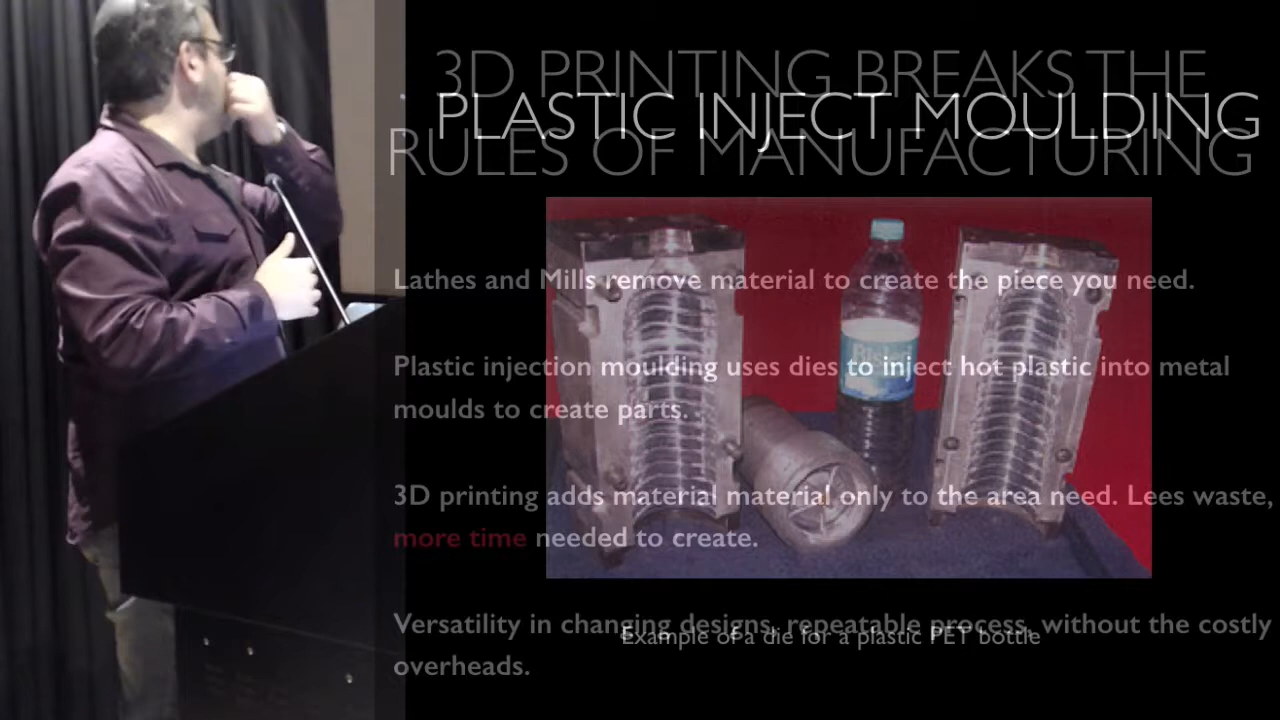 3D PRINTING BREAKS THE
RULES OF MANUFACTURING
PLASTIC INJECT MOULDING
Lathes and Mills remove material to create the piece you need.
Plastic injection moulding uses dies to inject hot plastic into metal
moulds to create parts.
3D printing adds material material only to the area need. Lees waste,
more time needed to create.
Versatility in changing designs, repeatable process, without the costly
overheads.
Example of a die for a plastic PET bottle